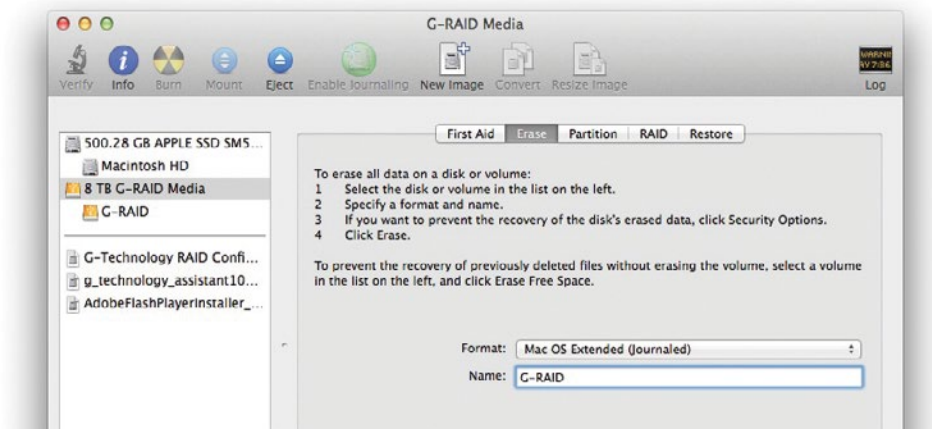 G-RAID Media
Verify Info Burn Mount Eject Enable Journaling New Image Convert Resize Image Log
WARNI
AY 7:36
500.28 GB APPLE SSD SM5...
Macintosh HD
8 TB G-RAID Media
G-RAID
G-Technology RAID Confi...
g_technology_assistant10...
AdobeFlashPlayerInstaller_...
First Aid Erase Partition RAID Restore
To erase all data on a disk or volume:
1 Select the disk or volume in the list on the left.
2 Specify a format and name.
3 If you want to prevent the recovery of the disk's erased data, click Security Options.
4 Click Erase.
To prevent the recovery of previously deleted files without erasing the volume, select a volume
in the list on the left, and click Erase Free Space.
Format: Mac OS Extended (Journaled)
Name: G-RAID